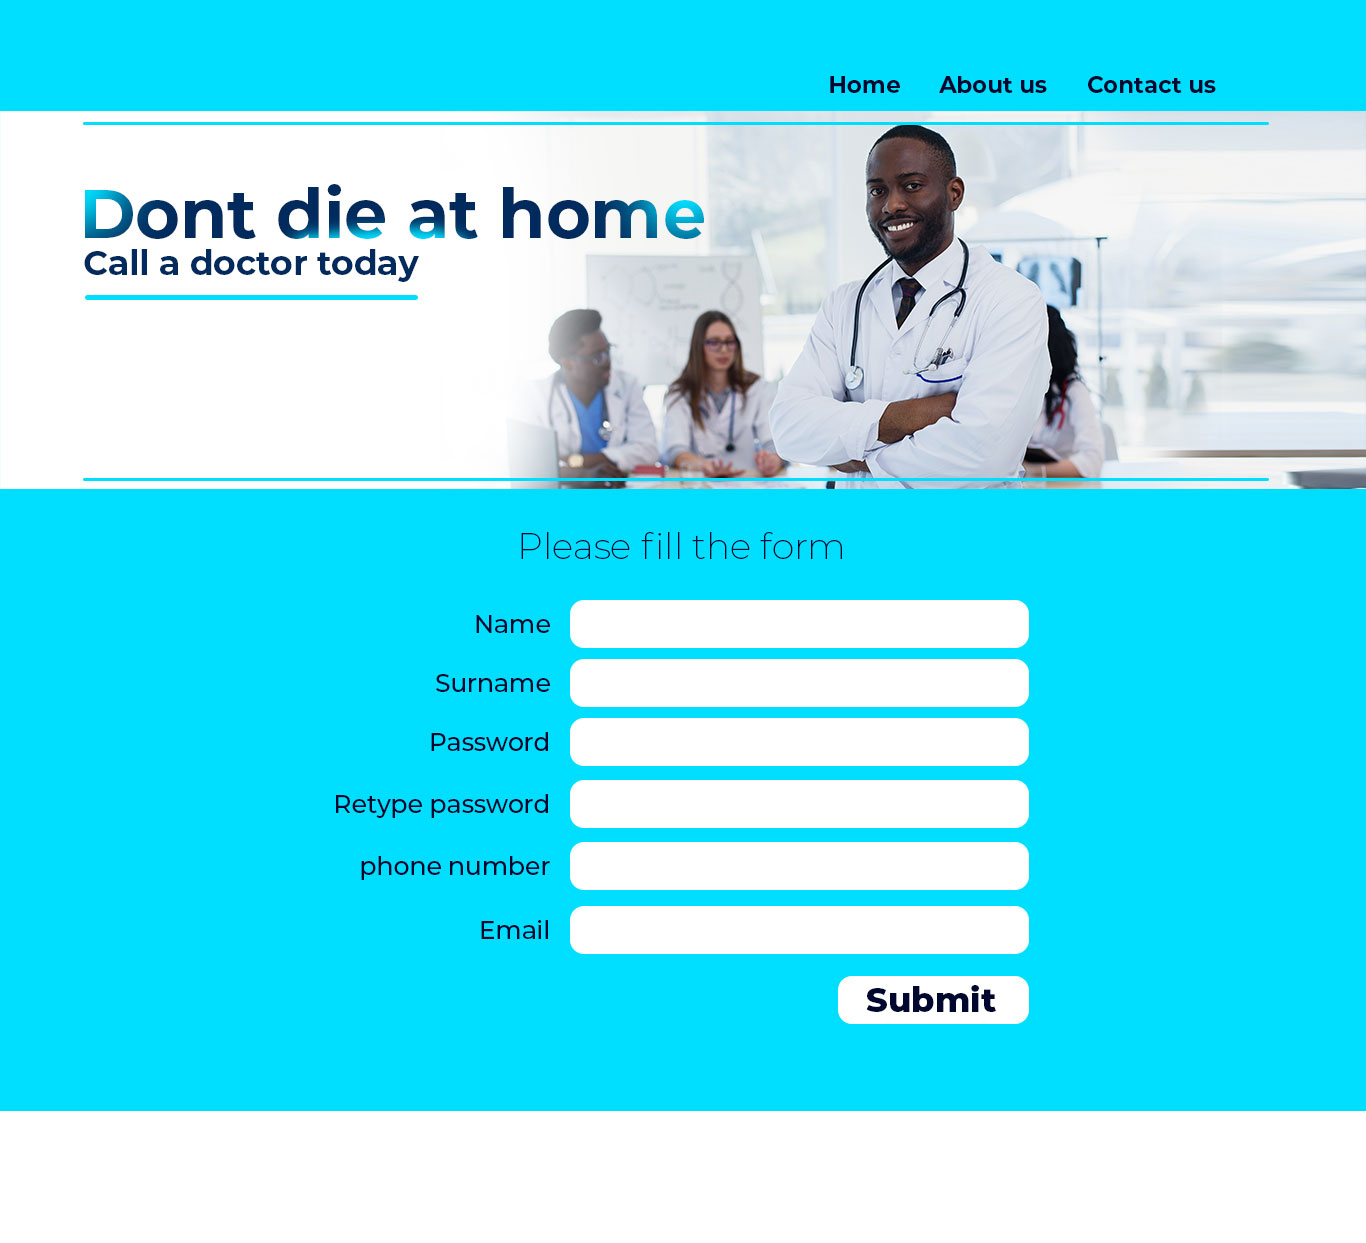 Home About us Contact us
Dont die at home
Call a doctor today
Please fill the form
Name
Surname
Password
Retype password
phone number
Email
Submit